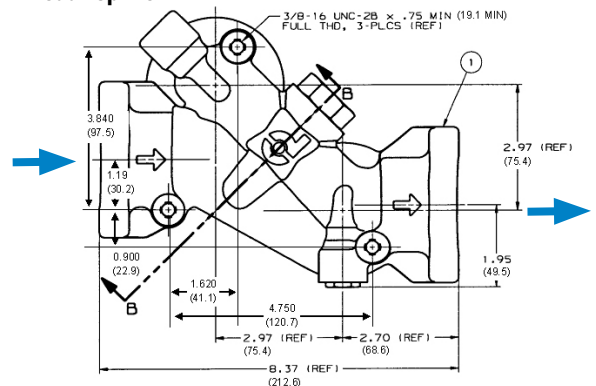 3/8-16 UNC-2B x .75 MIN (19.1 MIN)
FULL THD, 3-PLCS (REF)
1
B
3.840
(97.5)
2.97 (REF)
(75.4)
1.19
(30.2)
0.900
(22.9)
1.95
(49.5)
B
1.620
(41.1)
4.750
(120.7)
2.97 (REF)
(75.4)
2.70 (REF)
(68.6)
8.37 (REF)
(212.6)